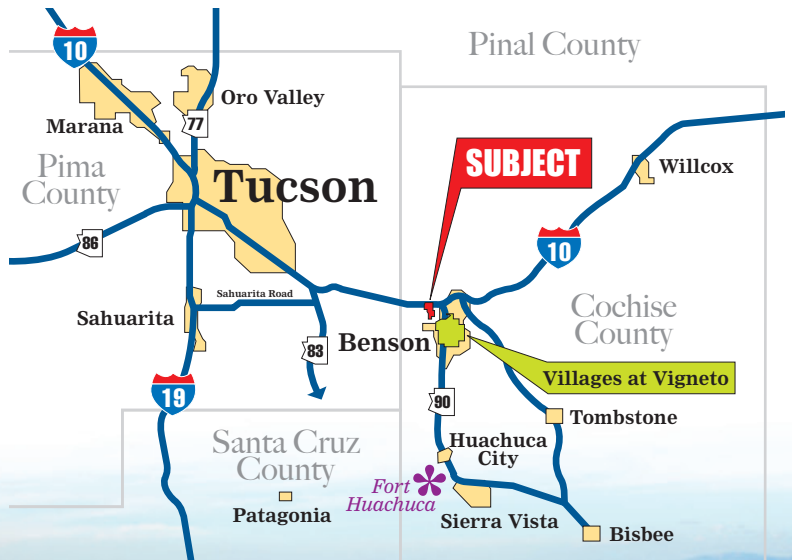 10
Pinal County
Oro Valley
Marana
77
SUBJECT
Pima
County
Tucson
Willcox
86
10
Sahuarita Road
Sahuarita
Cochise
County
Benson
83
Villages at Vigneto
19
90
Tombstone
Santa Cruz
County
Huachuca
City
Fort
Huachuca
Patagonia
Sierra Vista
Bisbee